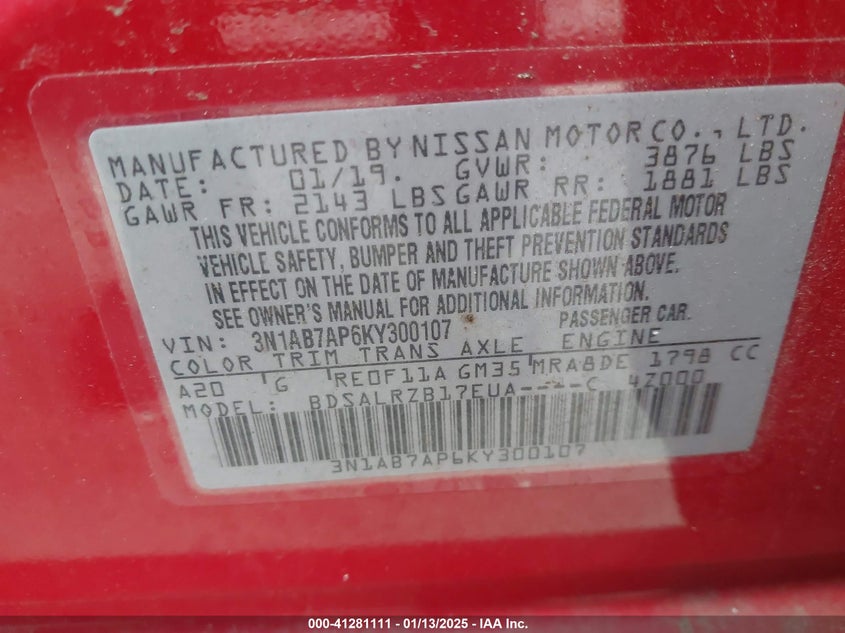 MANUFACTURED BY NISSAN MOTOR CO., LTD.
DATE: 01/19. GVWR: 3876 LBS
GAWR FR: 2143 LBS GAWR RR: 1881 LBS
THIS VEHICLE CONFORMS TO ALL APPLICABLE FEDERAL MOTOR
VEHICLE SAFETY, BUMPER AND THEFT PREVENTION STANDARDS
IN EFFECT ON THE DATE OF MANUFACTURE SHOWN ABOVE.
SEE OWNER'S MANUAL FOR ADDITIONAL INFORMATION.
VIN: 3N1AB7AP6KY300107 PASSENGER CAR.
COLOR TRIM TRANS AXLE ENGINE
A20 G RE0F11A GM35 MRA8DE 1798 CC
MODEL: BDSALRZB17EUA----C 4Z000
3N1AB7AP6KY300107
000-41281111 - 01/13/2025 - IAA Inc.